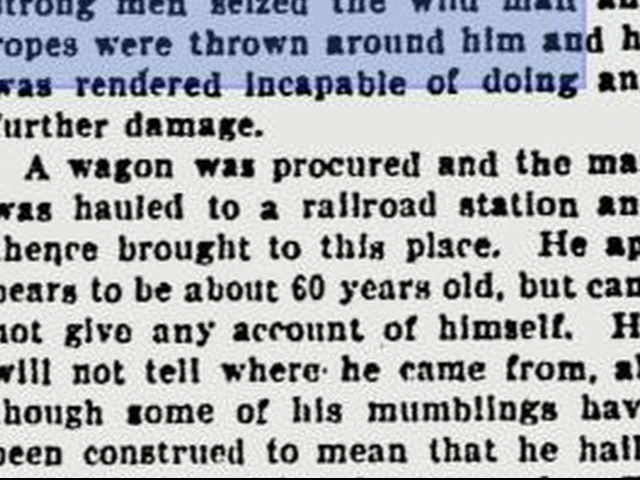 strong men seized the wild man an
ropes were thrown around him and h
was rendered incapable of doing an
further damage.
A wagon was procured and the ma
was hauled to a railroad station an
thence brought to this place. He ap
pears to be about 60 years old, but can
not give any account of himself. H
will not tell where he came from, al
though some of his mumblings hav
been construed to mean that he hail